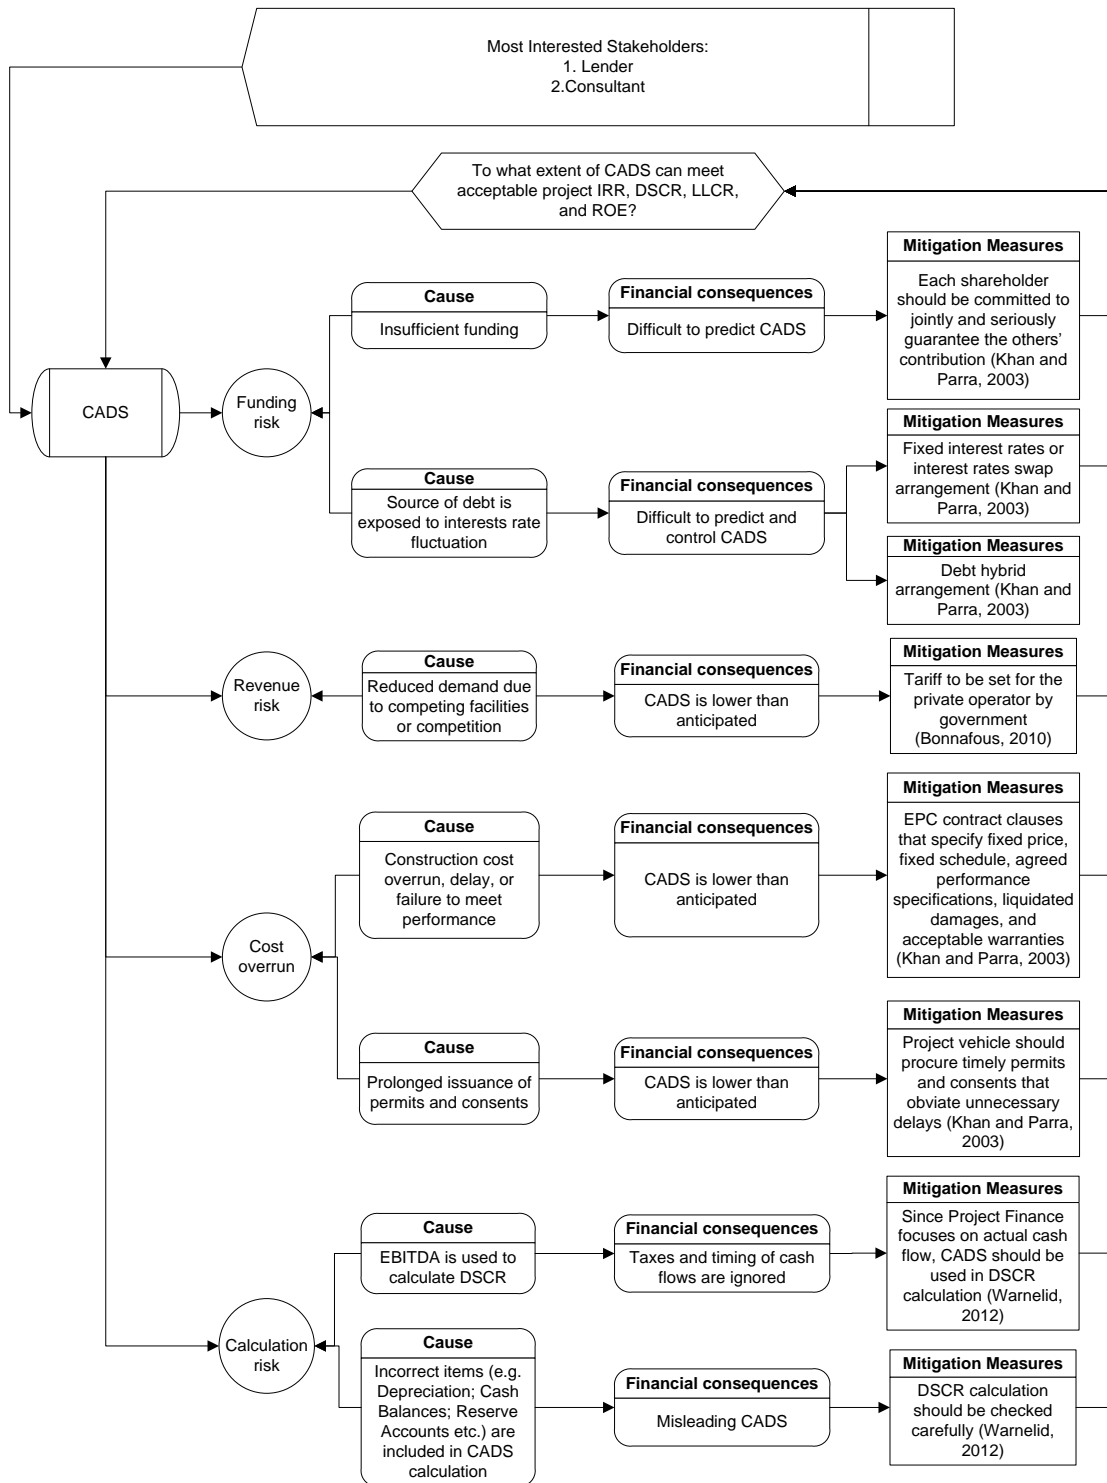 Most Interested Stakeholders:
1. Lender
2.Consultant
To what extent of CADS can meet
acceptable project IRR, DSCR, LLCR,
and ROE?
CADS
Funding
risk
Cause
Insufficient funding
Financial consequences
Difficult to predict CADS
Mitigation Measures
Each shareholder
should be committed to
jointly and seriously
guarantee the others'
contribution (Khan and
Parra, 2003)
Cause
Source of debt is
exposed to interests rate
fluctuation
Financial consequences
Difficult to predict and
control CADS
Mitigation Measures
Fixed interest rates or
interest rates swap
arrangement (Khan and
Parra, 2003)
Mitigation Measures
Debt hybrid
arrangement (Khan and
Parra, 2003)
Revenue
risk
Cause
Reduced demand due
to competing facilities
or competition
Financial consequences
CADS is lower than
anticipated
Mitigation Measures
Tariff to be set for the
private operator by
government
(Bonnafous, 2010)
Cost
overrun
Cause
Construction cost
overrun, delay, or
failure to meet
performance
Financial consequences
CADS is lower than
anticipated
Mitigation Measures
EPC contract clauses
that specify fixed price,
fixed schedule, agreed
performance
specifications, liquidated
damages, and
acceptable warranties
(Khan and Parra, 2003)
Cause
Prolonged issuance of
permits and consents
Financial consequences
CADS is lower than
anticipated
Mitigation Measures
Project vehicle should
procure timely permits
and consents that
obviate unnecessary
delays (Khan and Parra,
2003)
Calculation
risk
Cause
EBITDA is used to
calculate DSCR
Financial consequences
Taxes and timing of cash
flows are ignored
Mitigation Measures
Since Project Finance
focuses on actual cash
flow, CADS should be
used in DSCR
calculation (Warnelid,
2012)
Cause
Incorrect items (e.g.
Depreciation; Cash
Balances; Reserve
Accounts etc.) are
included in CADS
calculation
Financial consequences
Misleading CADS
Mitigation Measures
DSCR calculation
should be checked
carefully (Warnelid,
2012)